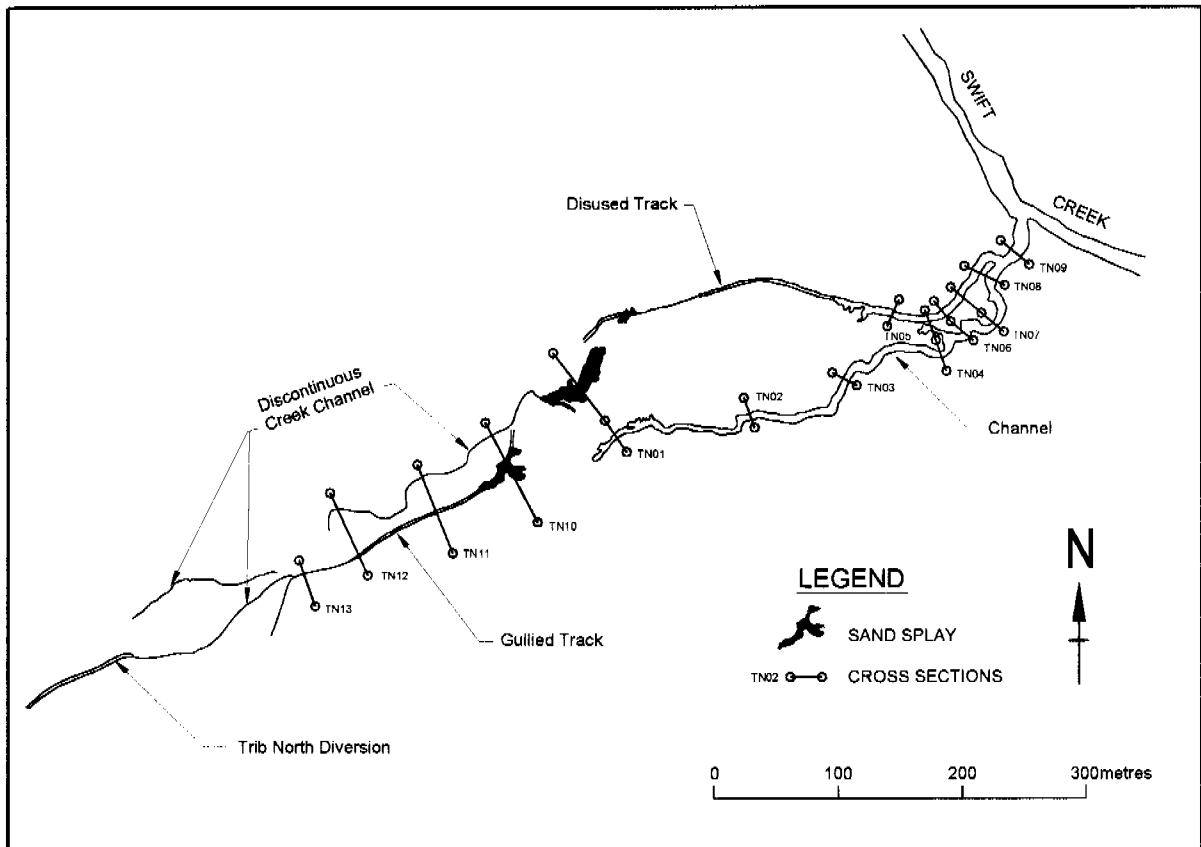 SWIFT
CREEK
Disused Track
TN09
TN08
TN07
TN05
TN06
TN04
Discontinuous
Creek Channel
TN03
TN02
Channel
TN01
TN10
N
TN11
LEGEND
TN12
TN13
SAND SPLAY
Gullied Track
TN02
CROSS SECTIONS
Trib North Diversion
0 100 200 300metres